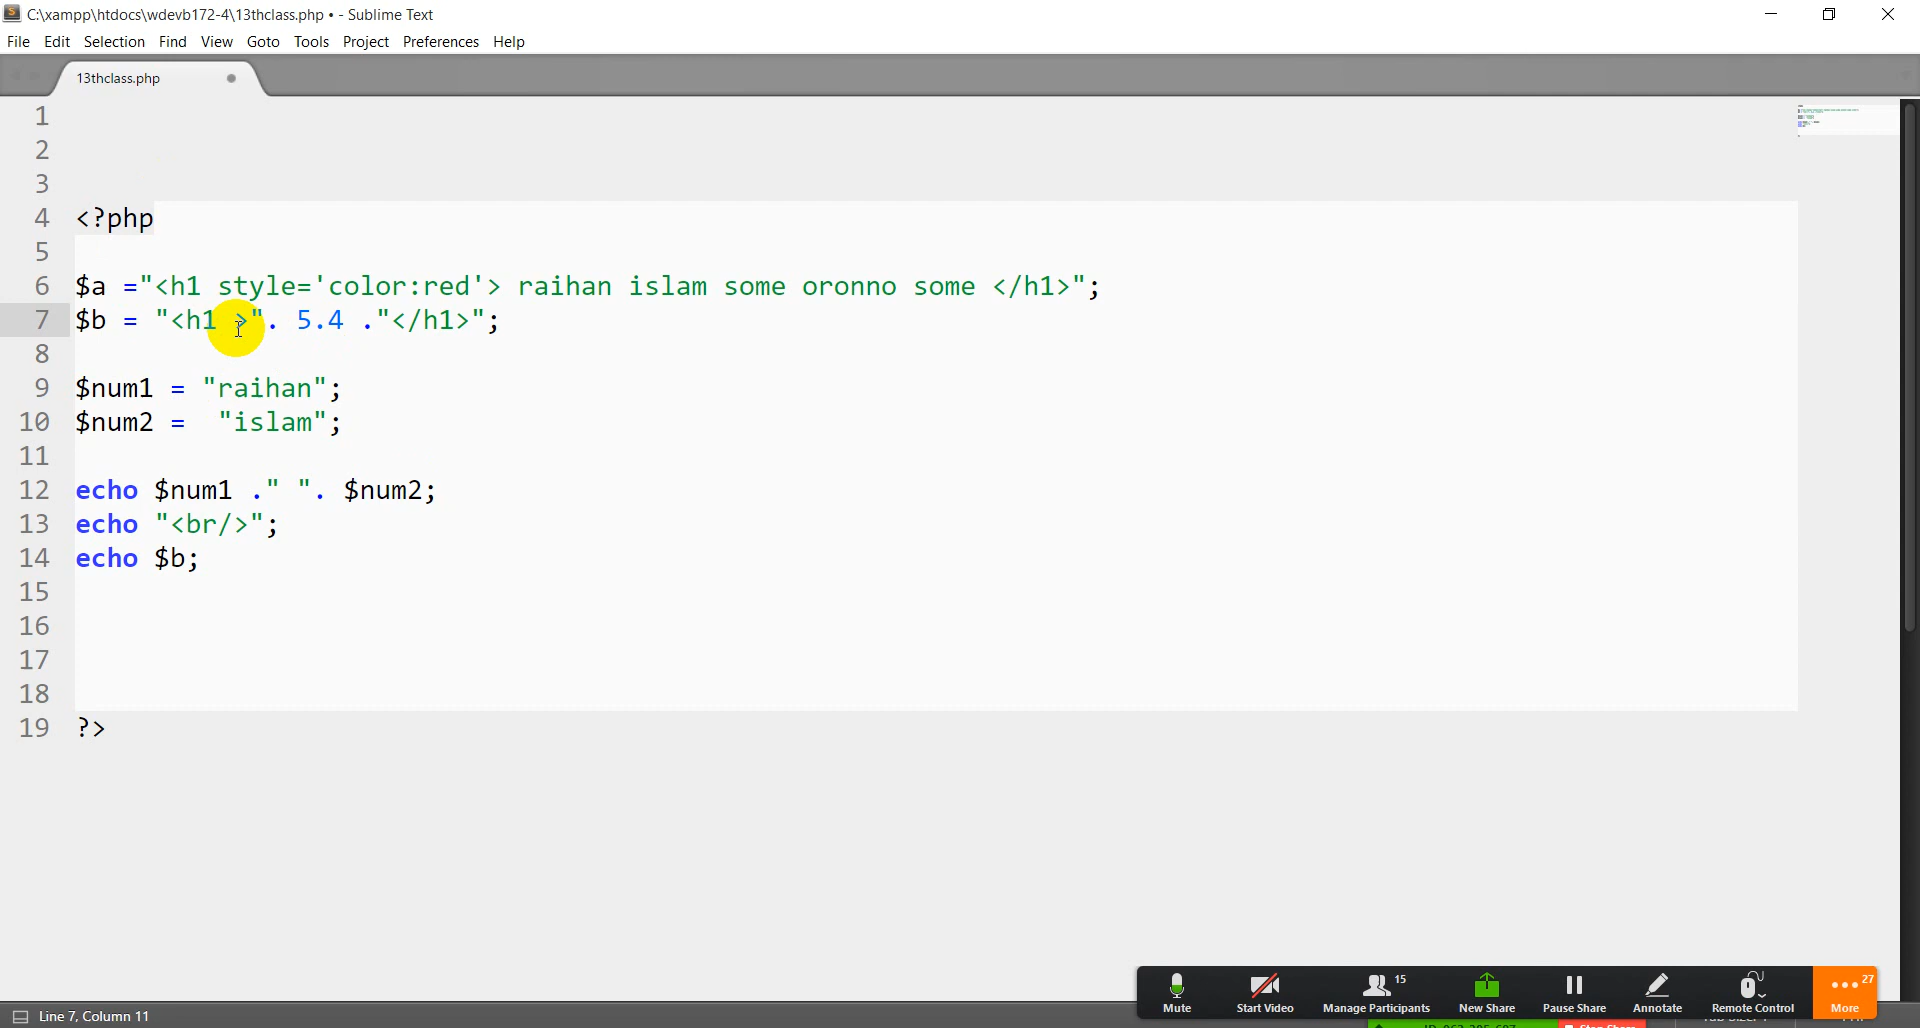 C:\xampp\htdocs\wdevb172-4\13thclass.php • - Sublime Text
File Edit Selection Find View Goto Tools Project Preferences Help
13thclass.php
1
2
3
4 <?php
5
6 $a ="<h1 style='color:red'> raihan islam some oronno some </h1>";
7 $b = "<h1 >". 5.4 ."</h1>";
8
9 $num1 = "raihan";
10 $num2 =  "islam";
11
12 echo $num1 ." ". $num2;
13 echo "<br/>";
14 echo $b;
15
16
17
18
19 ?>
15 27
Mute Start Video Manage Participants New Share Pause Share Annotate Remote Control More
Line 7, Column 11